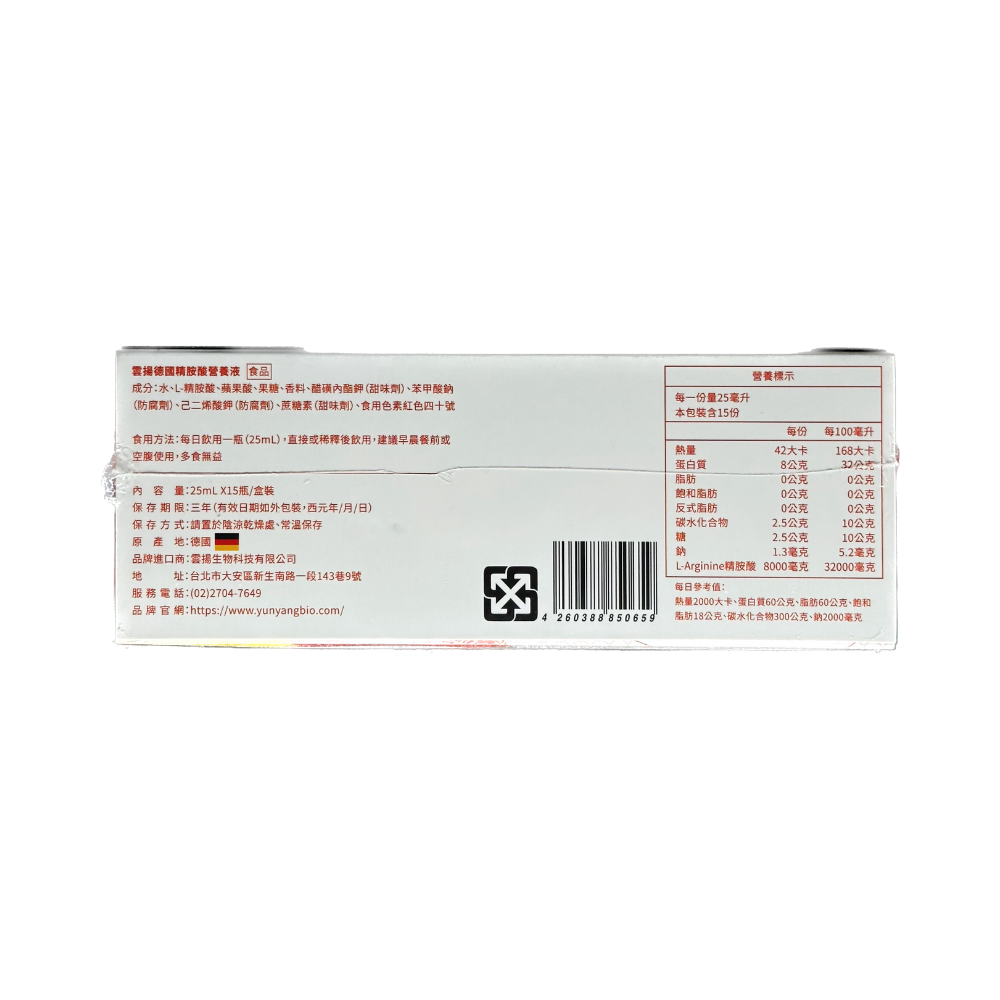 雲揚德國精胺酸營養液 食品
成分:水、L-精胺酸、蘋果酸、果糖、香料、醋磺內酯鉀(甜味劑)、苯甲酸鈉
(防腐劑)、己二烯酸鉀(防腐劑)、蔗糖素(甜味劑)、食用色素紅色四十號
食用方法:每日飲用一瓶(25mL),直接或稀釋後飲用,建議早晨餐前或
空腹使用,多食無益
內容量:25mL X15瓶/盒裝
保存期限:三年(有效日期如外包裝,西元年/月/日)
保存方式:請置於陰涼乾燥處、常溫保存
原產地:德國
品牌進口商:雲揚生物科技有限公司
地址:台北市大安區新生南路一段143巷9號
服務電話:(02)2704-7649
品牌官網:https://www.yunyangbio.com/
4 260388 850659
營養標示
每一份量25毫升
本包裝含15份
每份 每100毫升
熱量 42大卡 168大卡
蛋白質 8公克 32公克
脂肪 0公克 0公克
飽和脂肪 0公克 0公克
反式脂肪 0公克 0公克
碳水化合物 2.5公克 10公克
糖 2.5公克 10公克
鈉 1.3毫克 5.2毫克
L-Arginine精胺酸 8000毫克 32000毫克
每日參考值:
熱量2000大卡、蛋白質60公克、脂肪60公克、飽和
脂肪18公克、碳水化合物300公克、鈉2000毫克